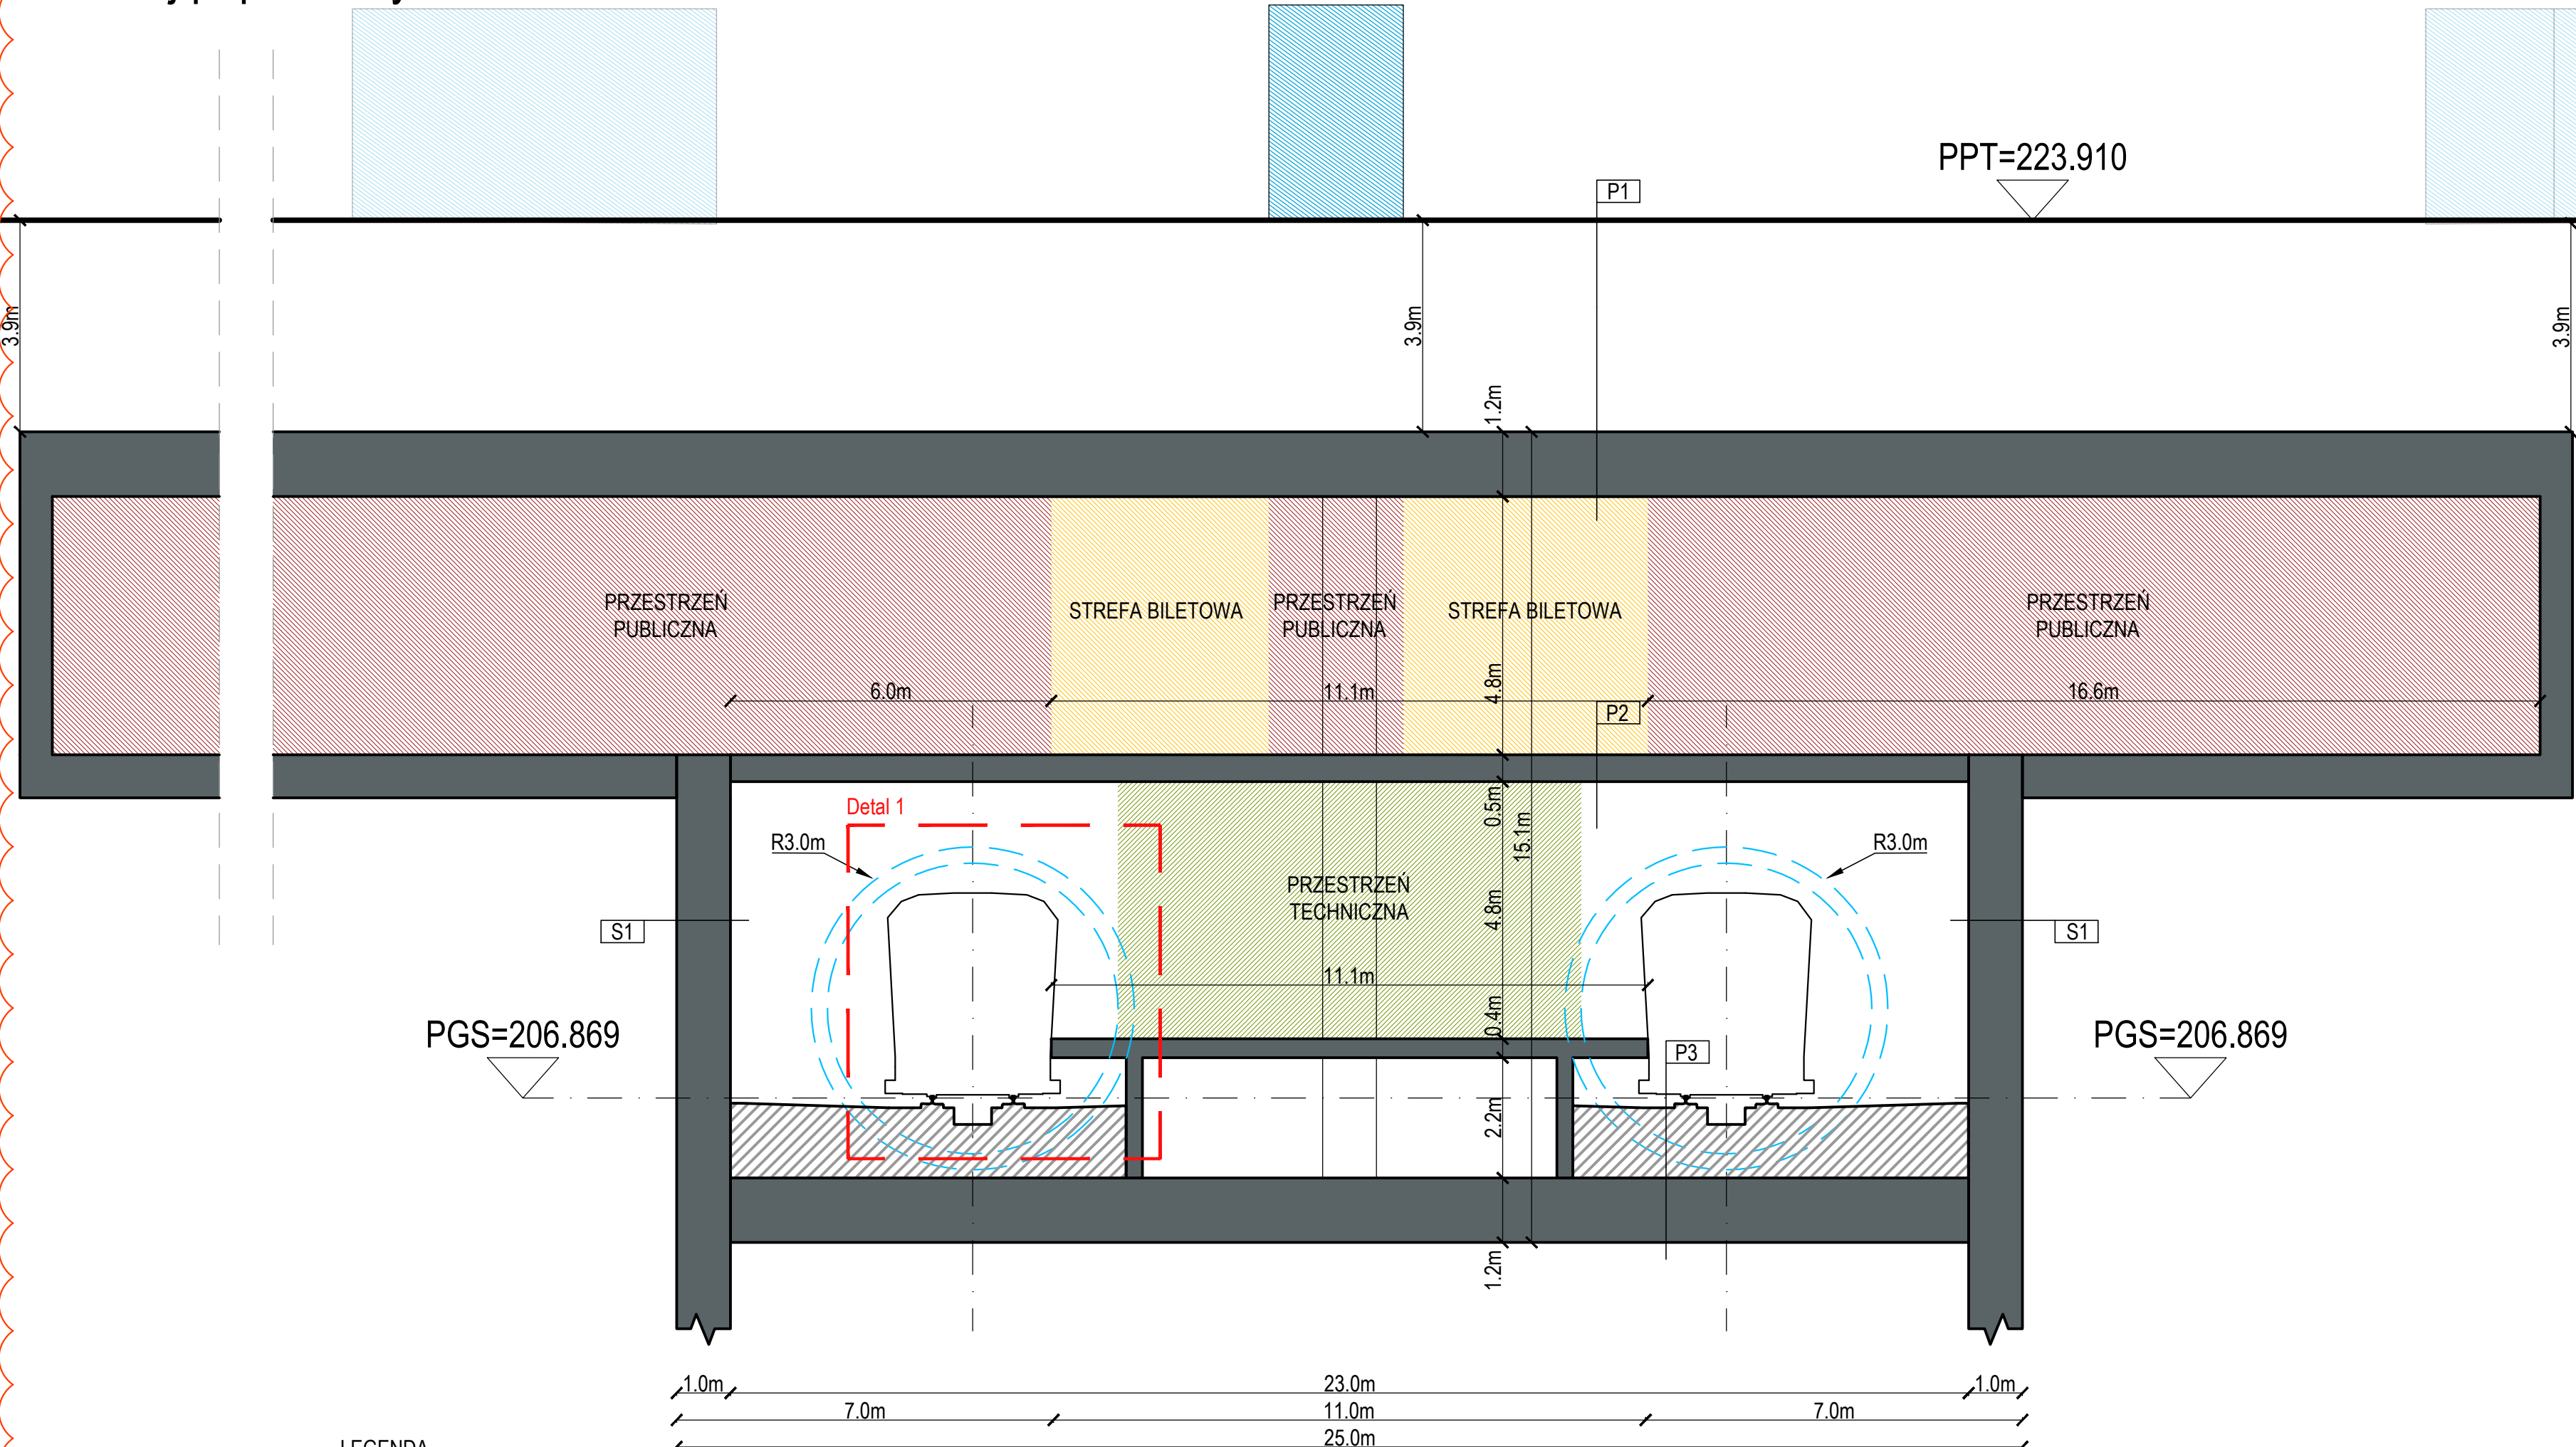 PPT=223.910
P1
3.9m
3.9m
3.9m
1.2m
PRZESTRZEŃ
PUBLICZNA
STREFA BILETOWA
PRZESTRZEŃ
PUBLICZNA
STREFA BILETOWA
PRZESTRZEŃ
PUBLICZNA
6.0m
11.1m
4.8m
16.6m
P2
Detal 1
0.5m
15.1m
R3.0m
R3.0m
PRZESTRZEŃ
TECHNICZNA
4.8m
S1
S1
11.1m
0.4m
PGS=206.869
PGS=206.869
P3
2.2m
1.2m
1.0m
23.0m
1.0m
7.0m
11.0m
7.0m
25.0m
LEGENDA